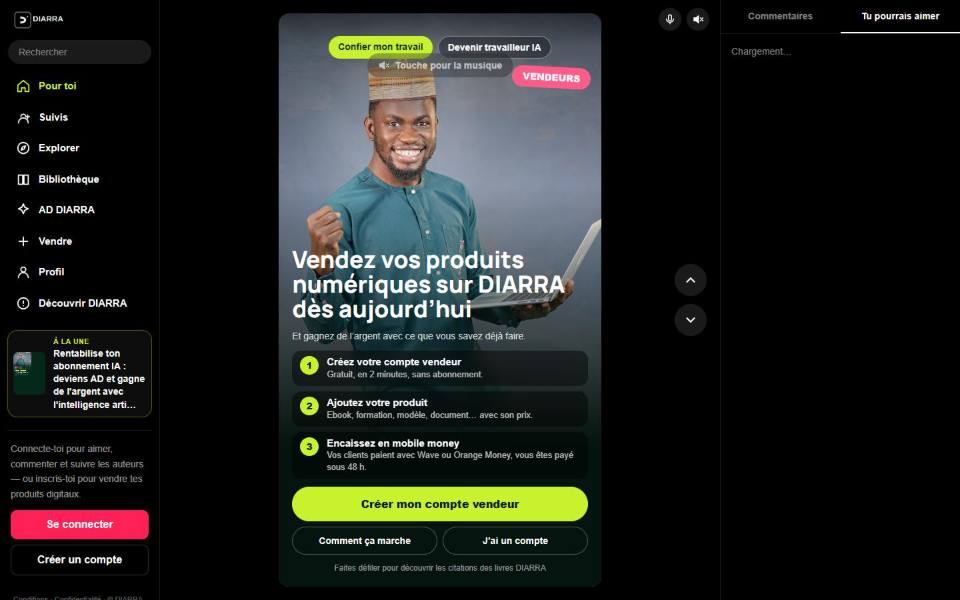 DIARRA
Rechercher
Pour toi
Suivis
Explorer
Bibliothèque
AD DIARRA
Vendre
Profil
Découvrir DIARRA
À LA UNE
Rentabilise ton
abonnement IA :
deviens AD et gagne
de l'argent avec
l'intelligence arti...
Connecte-toi pour aimer,
commenter et suivre les auteurs
— ou inscris-toi pour vendre tes
produits digitaux.
Se connecter
Créer un compte
Conditions · Confidentialité · © DIARRA
Confier mon travail
Devenir travailleur IA
Touche pour la musique
VENDEURS
Vendez vos produits
numériques sur DIARRA
dès aujourd'hui
Et gagnez de l'argent avec ce que vous savez déjà faire.
1
Créez votre compte vendeur
Gratuit, en 2 minutes, sans abonnement.
2
Ajoutez votre produit
Ebook, formation, modèle, document... avec son prix.
3
Encaissez en mobile money
Vos clients paient avec Wave ou Orange Money, vous êtes payé
sous 48 h.
Créer mon compte vendeur
Comment ça marche
J'ai un compte
Faites défiler pour découvrir les citations des livres DIARRA
Commentaires
Tu pourrais aimer
Chargement...